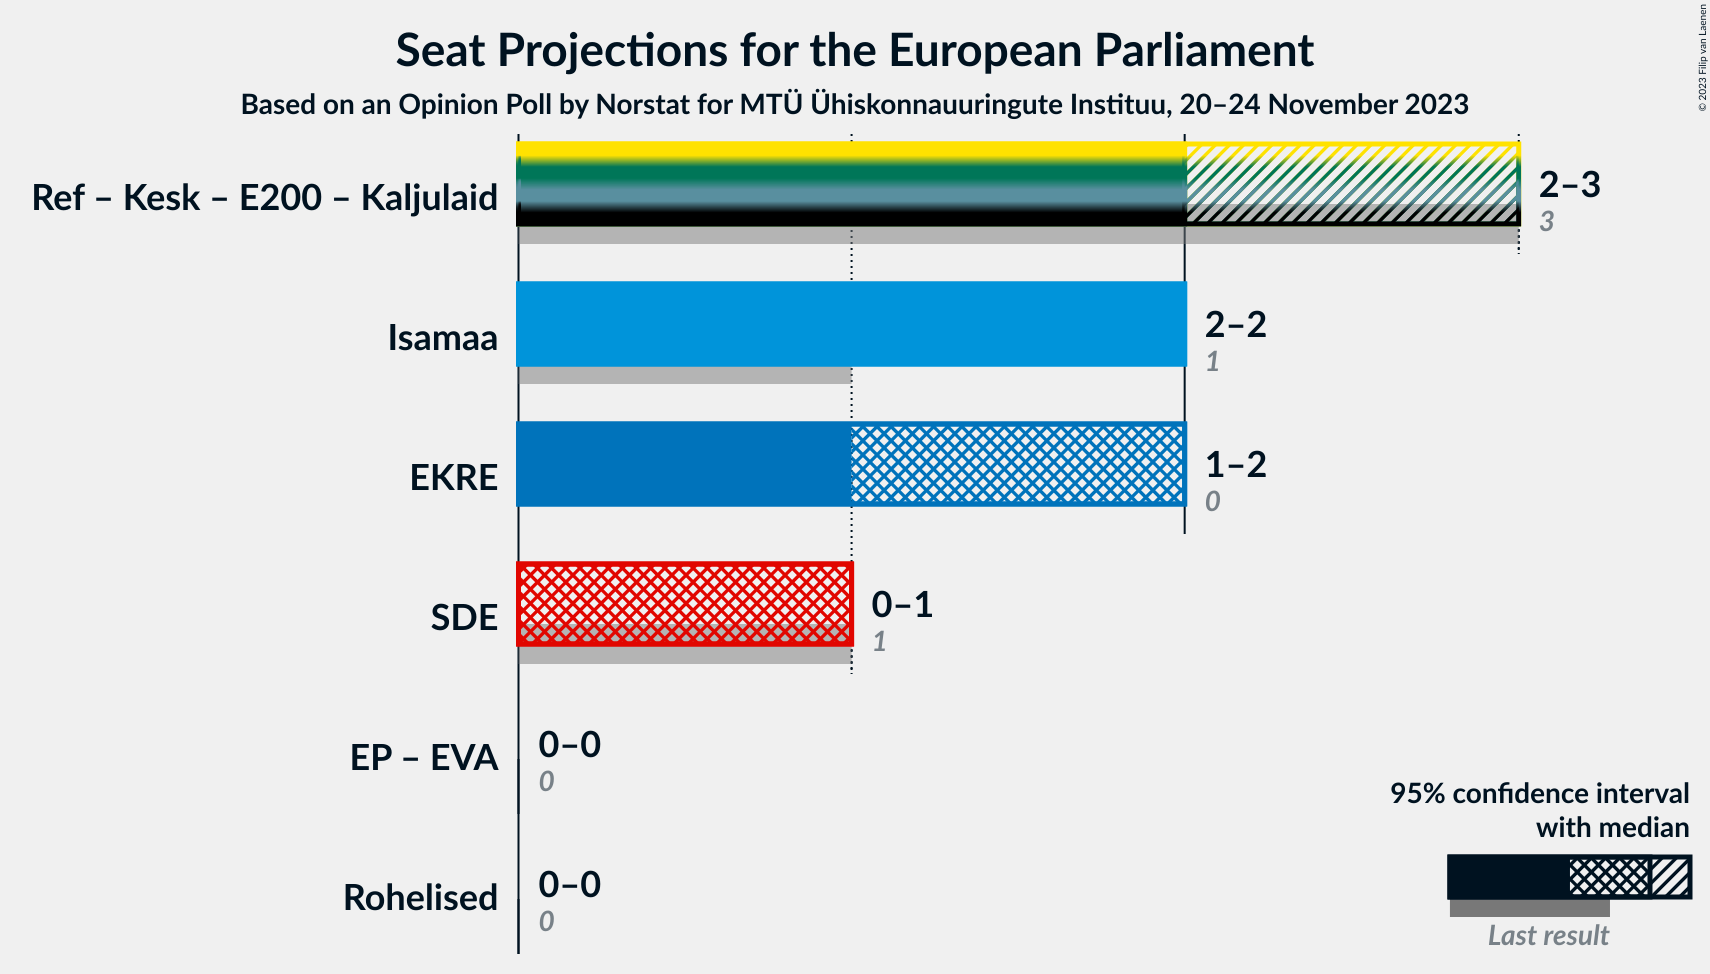 Seat Projections for the European Parliament
Based on an Opinion Poll by Norstat for MTÜ Ühiskonnauuringute Instituu, 20–24 November 2023
© 2023 Filip van Laenen
Ref – Kesk – E200 – Kaljulaid
2–3
3
Isamaa
2–2
1
EKRE
1–2
0
SDE
0–1
1
EP – EVA
0–0
0
Rohelised
0–0
0
95% confidence interval
with median
Last result